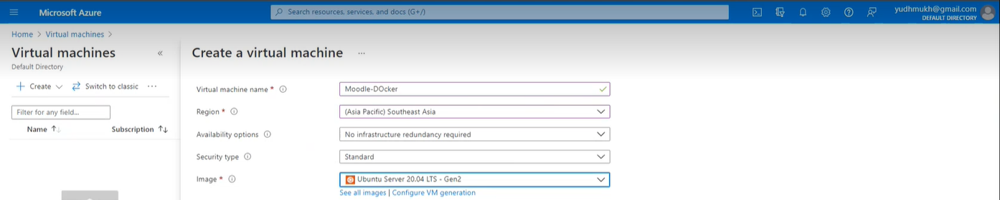 Microsoft Azure
Search resources, services, and docs (G+/)
yudhmukh@gmail.com
DEFAULT DIRECTORY
Home > Virtual machines >
Virtual machines «
Default Directory
+ Create Switch to classic ...
Filter for any field...
Name ↑↓ Subscription ↑↓
Create a virtual machine ...
Virtual machine name * Moodle-DOcker
Region * (Asia Pacific) Southeast Asia
Availability options No infrastructure redundancy required
Security type Standard
Image * Ubuntu Server 20.04 LTS - Gen2
See all images | Configure VM generation